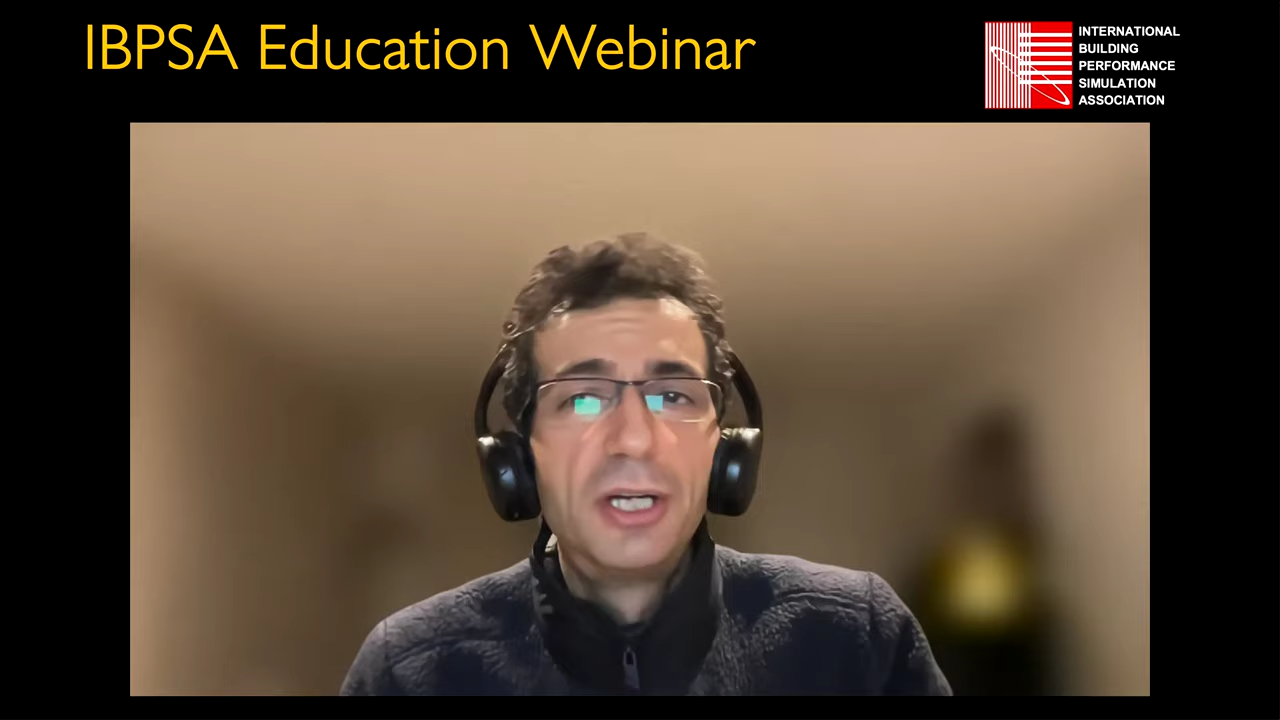 IBPSA Education Webinar
INTERNATIONAL
BUILDING
PERFORMANCE
SIMULATION
ASSOCIATION